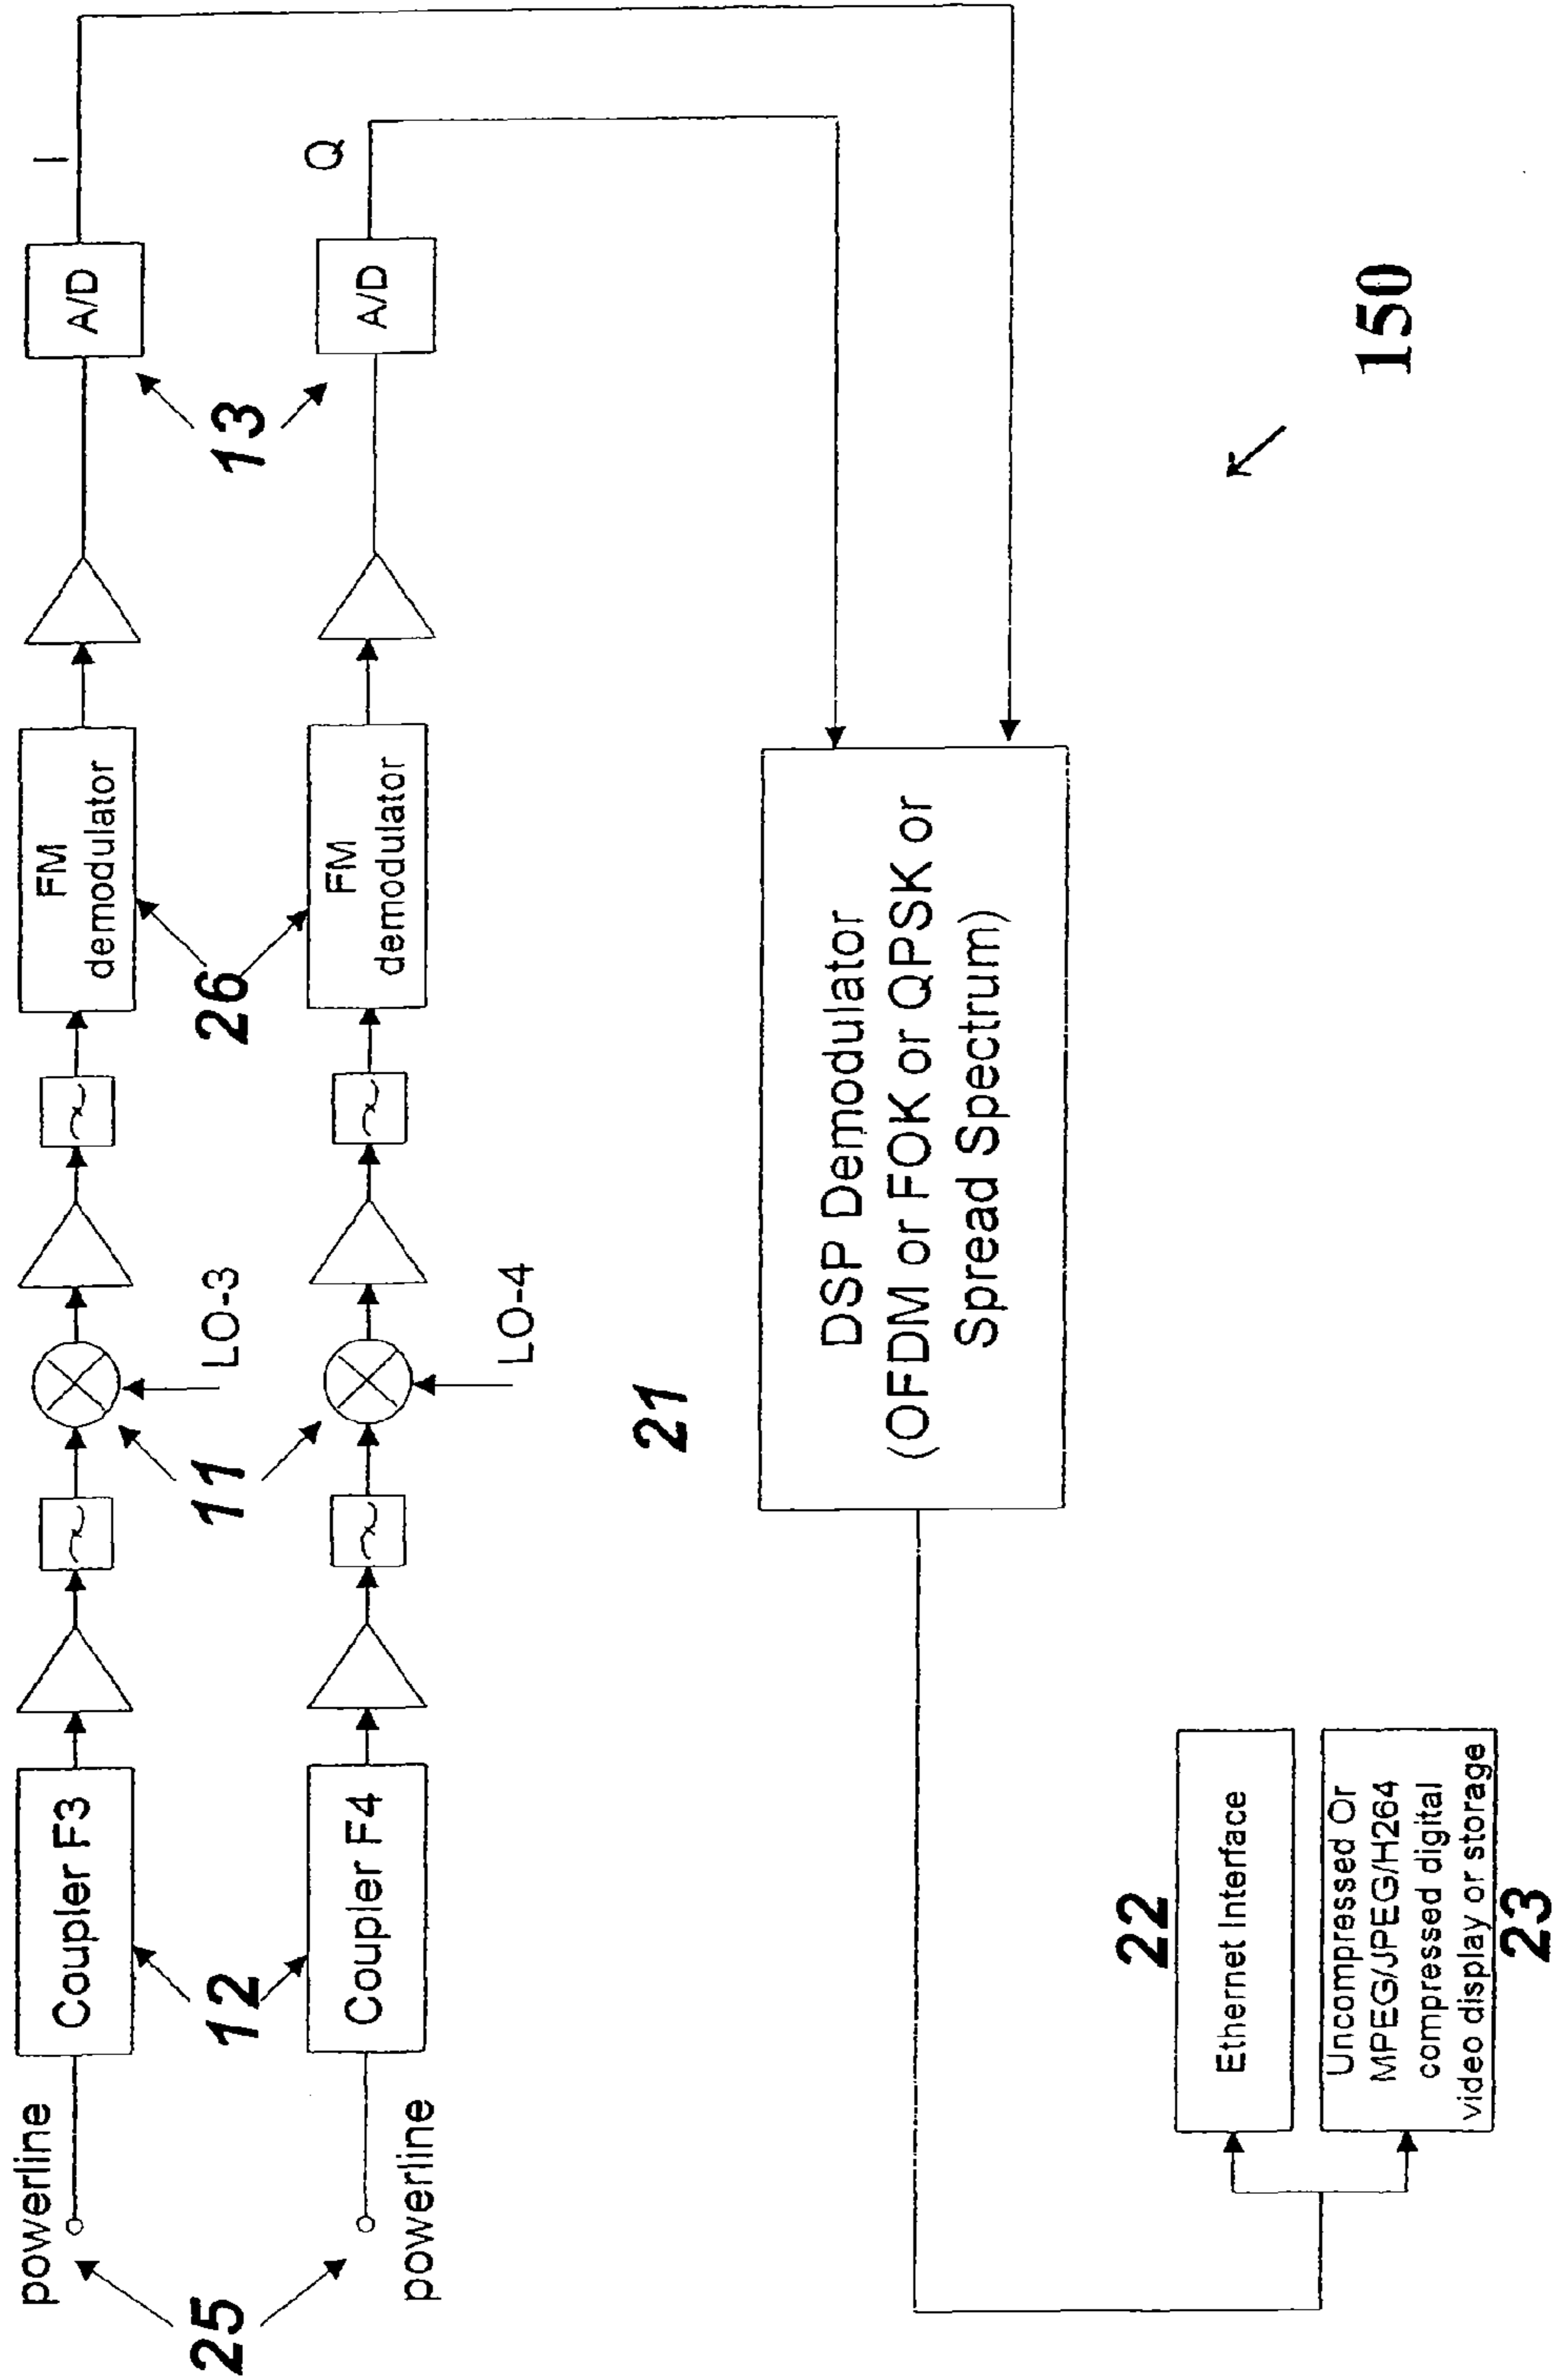 25
powerline
powerline
Coupler F3
Coupler F4
12
11
LO-3
LO-4
FM
demodulator
FM
demodulator
26
A/D
A/D
13
I
Q
21
DSP Demodulator
(OFDM or FOK or QPSK or
Spread Spectrum)
22
Ethernet Interface
Uncompressed Or
MPEG/JPEG/H264
compressed digital
video display or storage
23
150